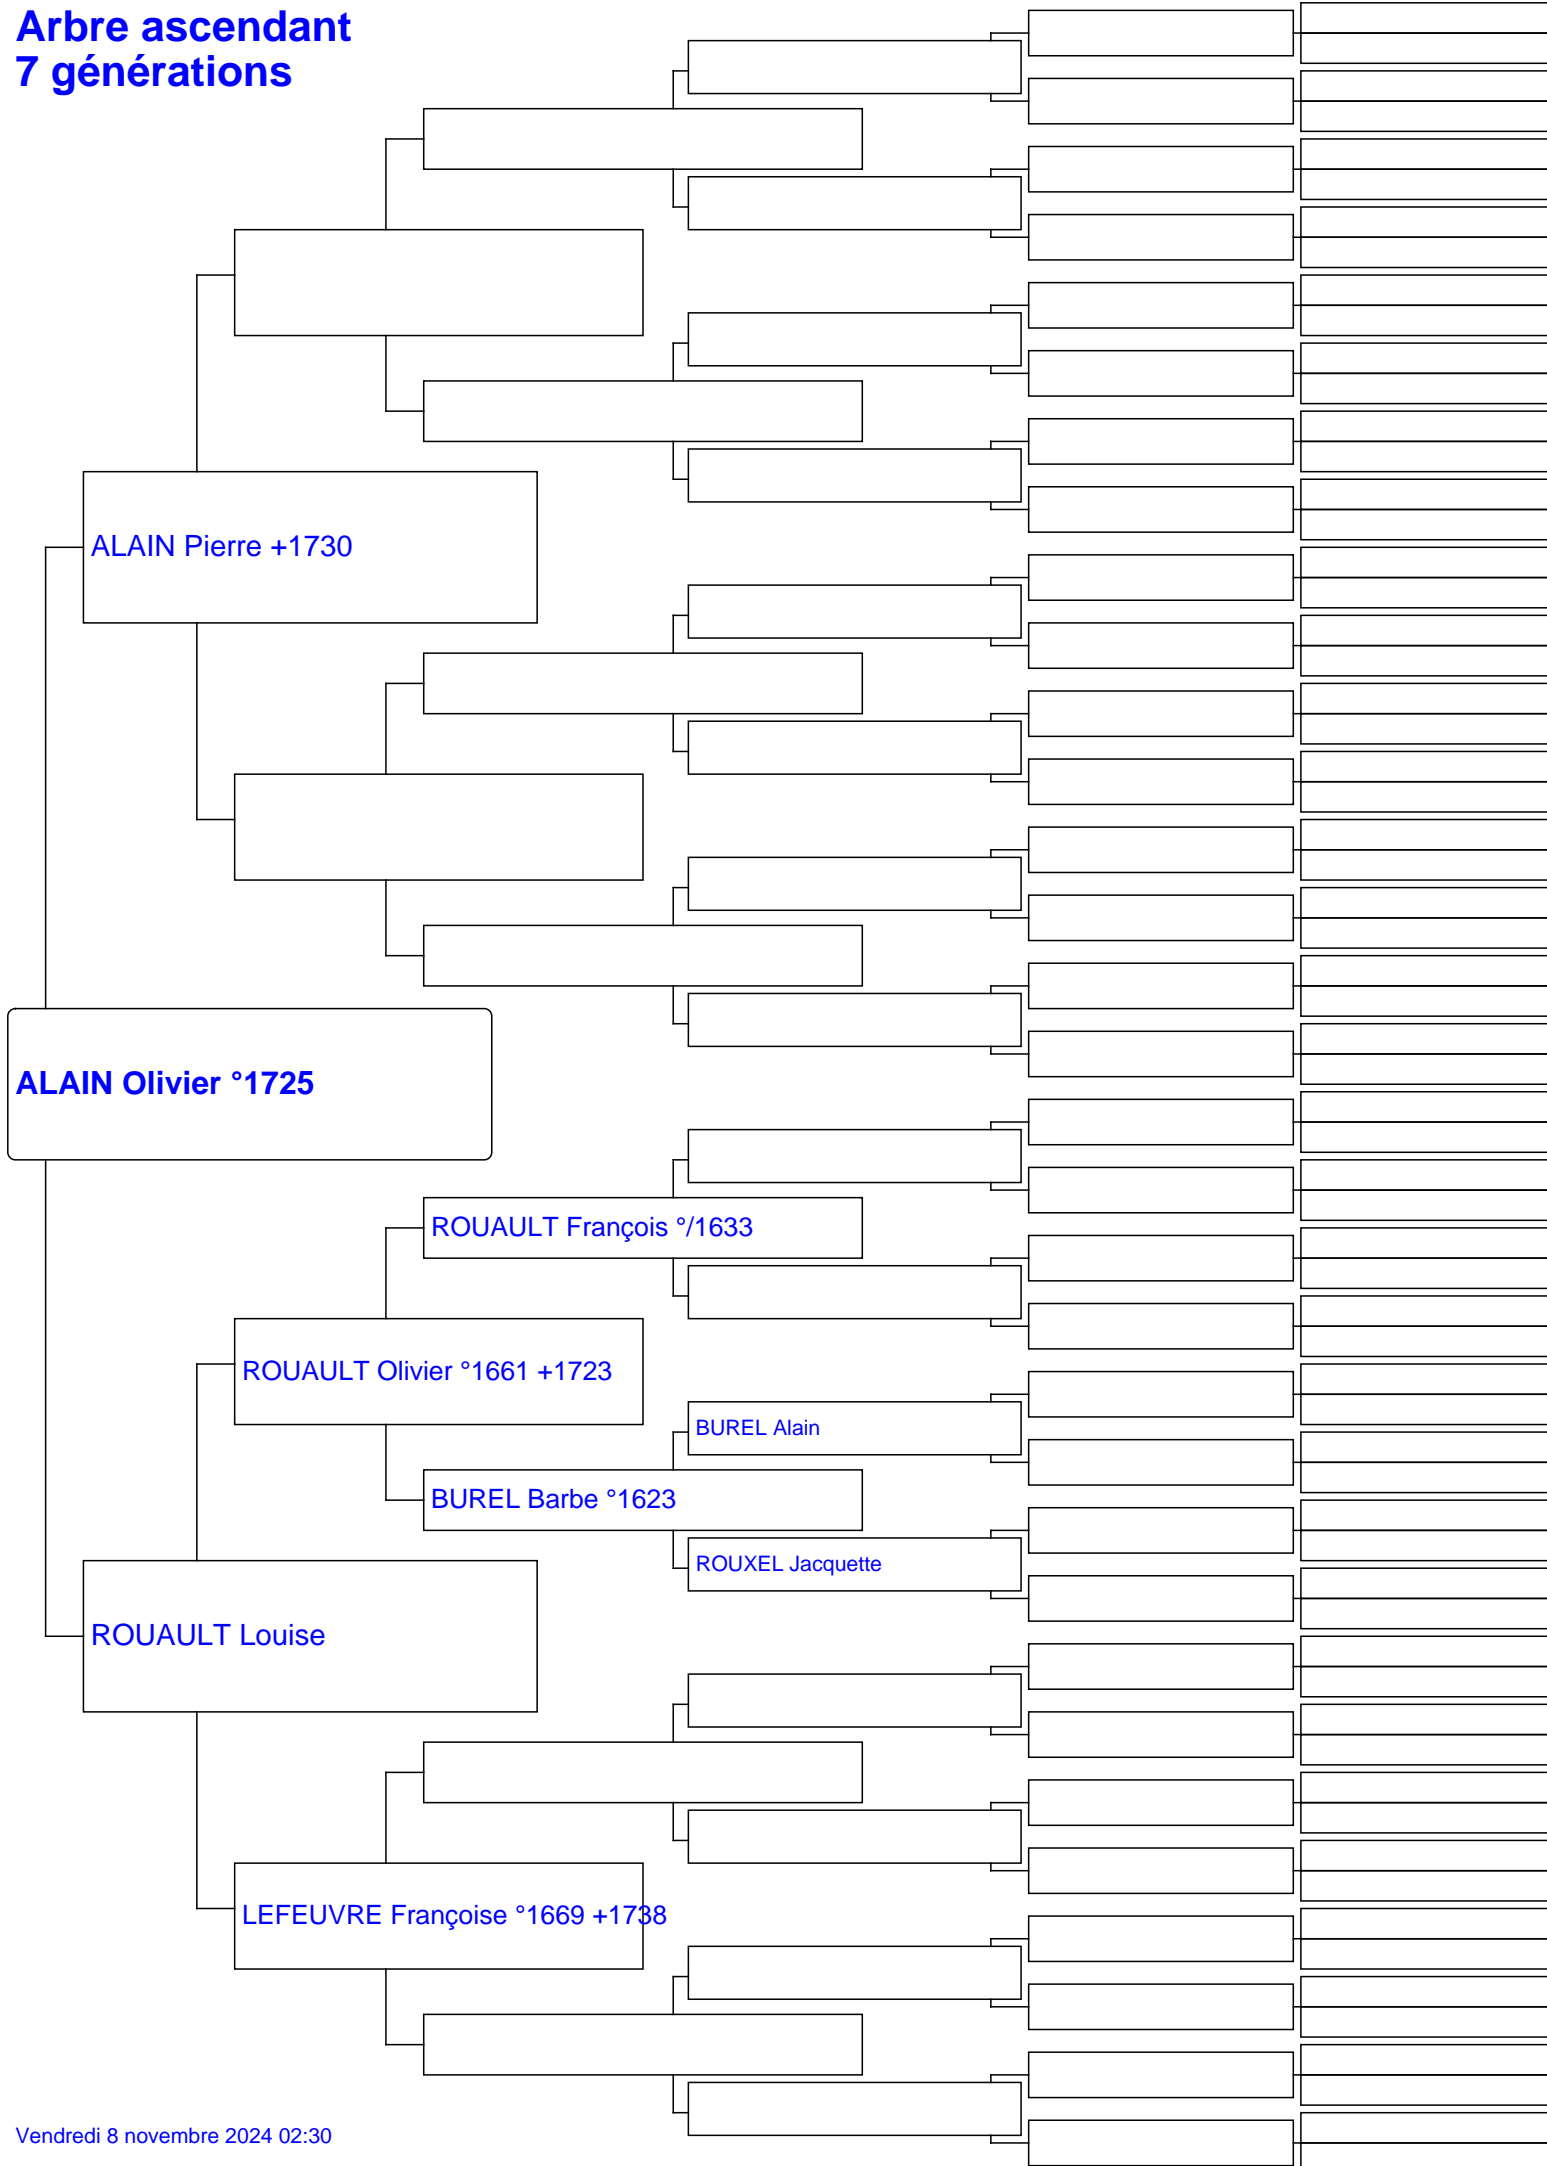 Arbre ascendant
7 générations
ALAIN Pierre +1730
ALAIN Olivier °1725
ROUAULT François °/1633
ROUAULT Olivier °1661 +1723
BUREL Alain
BUREL Barbe °1623
ROUXEL Jacquette
ROUAULT Louise
LEFEUVRE Françoise °1669 +1738
Vendredi 8 novembre 2024 02:30